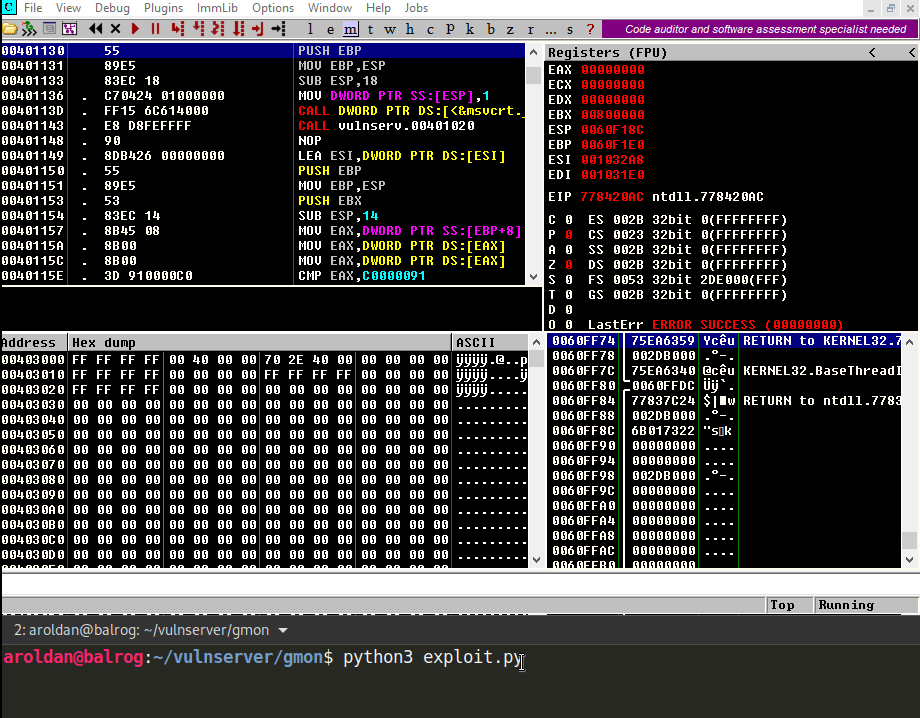 C File View Debug Plugins ImmLib Options Window Help Jobs
l e m t w h c p k b z r ... s ? Code auditor and software assessment specialist needed
00401130 55 PUSH EBP
00401131 89E5 MOV EBP,ESP
00401133 83EC 18 SUB ESP,18
00401136 . C70424 01000000 MOV DWORD PTR SS:[ESP],1
0040113D . FF15 6C614000 CALL DWORD PTR DS:[<&msvcrt._
00401143 . E8 D8FEFFFF CALL vulnserv.00401020
00401148 . 90 NOP
00401149 . 8DB426 00000000 LEA ESI,DWORD PTR DS:[ESI]
00401150 . 55 PUSH EBP
00401151 . 89E5 MOV EBP,ESP
00401153 . 53 PUSH EBX
00401154 . 83EC 14 SUB ESP,14
00401157 . 8B45 08 MOV EAX,DWORD PTR SS:[EBP+8]
0040115A . 8B00 MOV EAX,DWORD PTR DS:[EAX]
0040115C . 8B00 MOV EAX,DWORD PTR DS:[EAX]
0040115E . 3D 910000C0 CMP EAX,C0000091
Registers (FPU) < <
EAX 00000000
ECX 00000000
EDX 00000000
EBX 00800000
ESP 0060F18C
EBP 0060F1E0
ESI 001032A8
EDI 001031E0
EIP 778420AC ntdll.778420AC
C 0 ES 002B 32bit 0(FFFFFFFF)
P 0 CS 0023 32bit 0(FFFFFFFF)
A 0 SS 002B 32bit 0(FFFFFFFF)
Z 0 DS 002B 32bit 0(FFFFFFFF)
S 0 FS 0053 32bit 2DE000(FFF)
T 0 GS 002B 32bit 0(FFFFFFFF)
D 0
O 0 LastErr ERROR_SUCCESS (00000000)
Address Hex dump ASCII
00403000 FF FF FF FF 00 40 00 00 70 2E 40 00 00 00 00 00 ÿÿÿÿ.@..p
00403010 FF FF FF FF 00 00 00 00 FF FF FF FF 00 00 00 00 ÿÿÿÿ....ÿ
00403020 FF FF FF FF 00 00 00 00 00 00 00 00 00 00 00 00 ÿÿÿÿ.....
00403030 00 00 00 00 00 00 00 00 00 00 00 00 00 00 00 00 .........
00403040 00 00 00 00 00 00 00 00 00 00 00 00 00 00 00 00 .........
00403050 00 00 00 00 00 00 00 00 00 00 00 00 00 00 00 00 .........
00403060 00 00 00 00 00 00 00 00 00 00 00 00 00 00 00 00 .........
00403070 00 00 00 00 00 00 00 00 00 00 00 00 00 00 00 00 .........
00403080 00 00 00 00 00 00 00 00 00 00 00 00 00 00 00 00 .........
00403090 00 00 00 00 00 00 00 00 00 00 00 00 00 00 00 00 .........
004030A0 00 00 00 00 00 00 00 00 00 00 00 00 00 00 00 00 .........
004030B0 00 00 00 00 00 00 00 00 00 00 00 00 00 00 00 00 .........
004030C0 00 00 00 00 00 00 00 00 00 00 00 00 00 00 00 00 .........
004030D0 00 00 00 00 00 00 00 00 00 00 00 00 00 00 00 00 .........
0060FF74 75EA6359 Ycêu RETURN to KERNEL32.7
0060FF78 002DB000 .°-.
0060FF7C 75EA6340 @cêu KERNEL32.BaseThreadI
0060FF80 0060FFDC Üÿ`.
0060FF84 77837C24 $|w RETURN to ntdll.7783
0060FF88 002DB000 .°-.
0060FF8C 6B017322 "sk
0060FF90 00000000 ....
0060FF94 00000000 ....
0060FF98 002DB000 .°-.
0060FF9C 00000000 ....
0060FFA0 00000000 ....
0060FFA4 00000000 ....
0060FFA8 00000000 ....
0060FFAC 00000000 ....
0060FFB0 00000000 ....
Top Running
2: aroldan@balrog: ~/vulnserver/gmon
aroldan@balrog:~/vulnserver/gmon$ python3 exploit.py